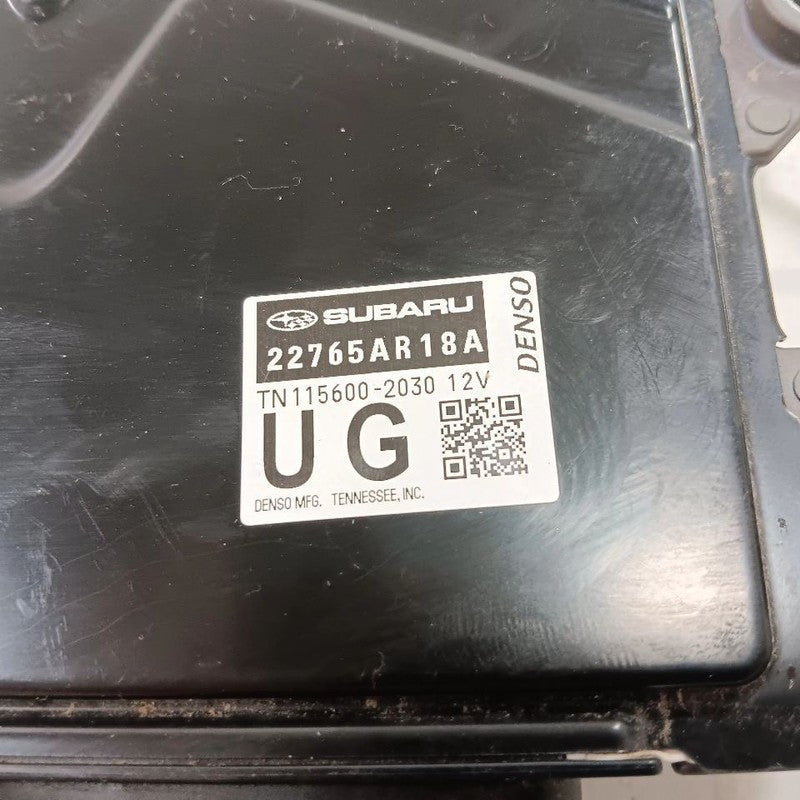 SUBARU
22765AR18A
TN115600-2030 12V
UG
DENSO MFG. TENNESSEE, INC.
DENSO